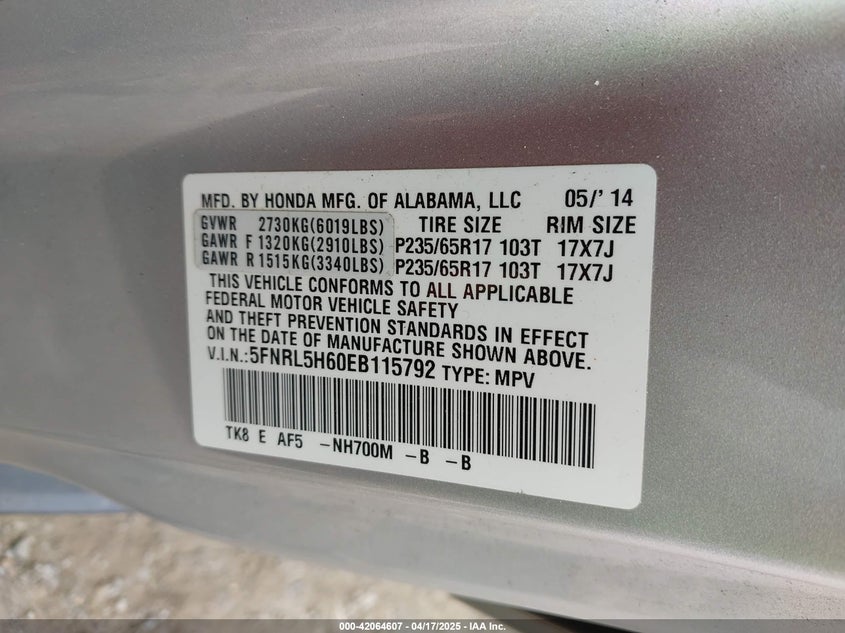 MFD. BY HONDA MFG. OF ALABAMA, LLC 05/' 14
GVWR 2730KG(6019LBS) TIRE SIZE RIM SIZE
GAWR F 1320KG(2910LBS) P235/65R17 103T 17X7J
GAWR R 1515KG(3340LBS) P235/65R17 103T 17X7J
THIS VEHICLE CONFORMS TO ALL APPLICABLE
FEDERAL MOTOR VEHICLE SAFETY
AND THEFT PREVENTION STANDARDS IN EFFECT
ON THE DATE OF MANUFACTURE SHOWN ABOVE.
V.I.N.:5FNRL5H60EB115792 TYPE: MPV
TK8 E AF5 -NH700M -B -B
000-42064607 - 04/17/2025 - IAA Inc.